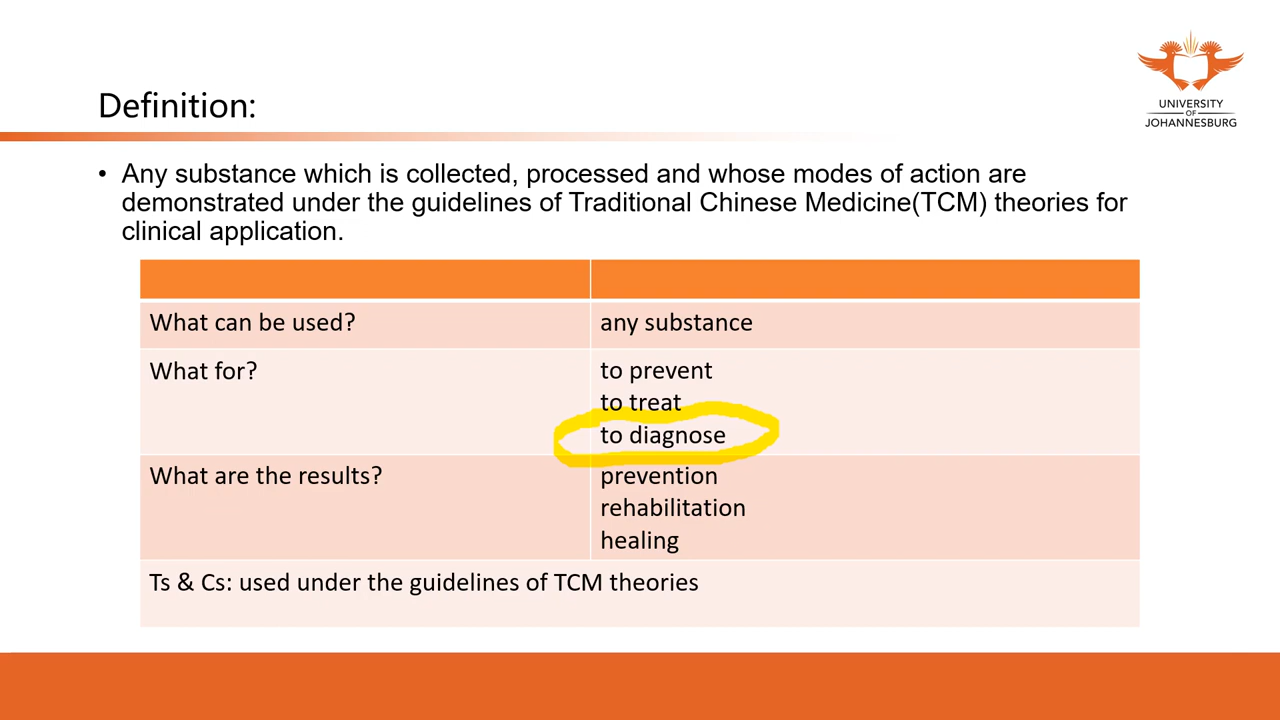 UNIVERSITY
OF
JOHANNESBURG
Definition:
• Any substance which is collected, processed and whose modes of action are
demonstrated under the guidelines of Traditional Chinese Medicine(TCM) theories for
clinical application.
What can be used?
any substance
What for?
to prevent
to treat
to diagnose
What are the results?
prevention
rehabilitation
healing
Ts & Cs: used under the guidelines of TCM theories